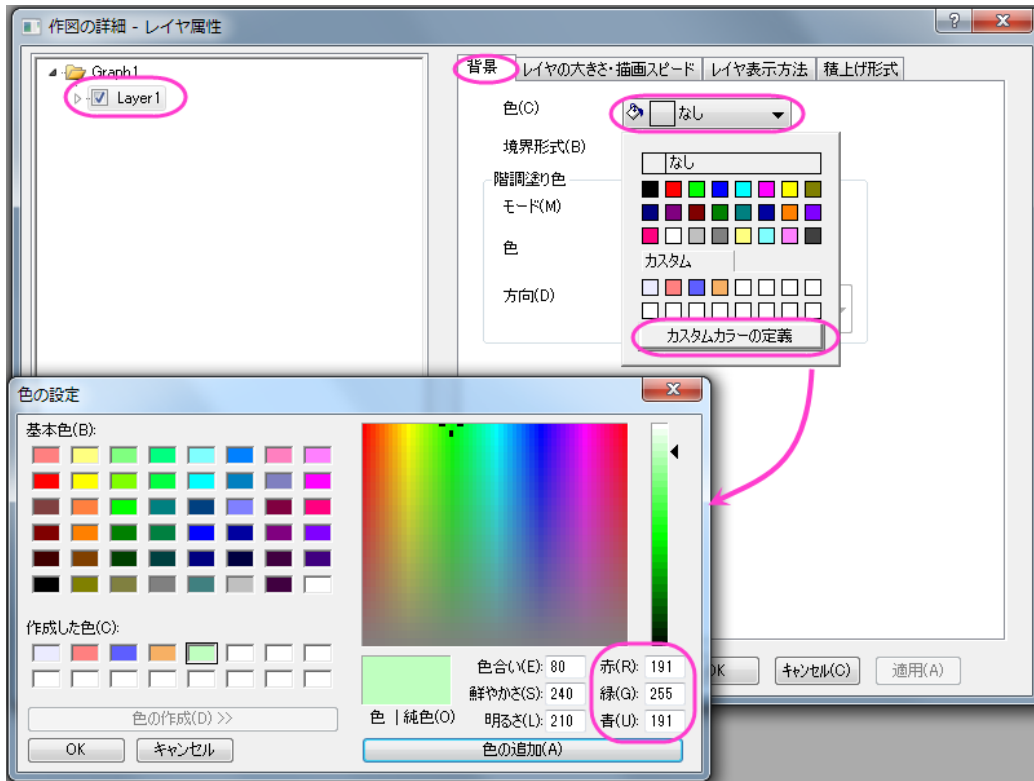 作図の詳細 - レイヤ属性
Graph1
Layer1
背景
レイヤの大きさ・描画スピード
レイヤ表示方法
積上げ形式
色(C)
なし
境界形式(B)
なし
階調塗り色
モード(M)
色
カスタム
方向(D)
カスタムカラーの定義
OK
キャンセル(C)
適用(A)
色の設定
基本色(B):
作成した色(C):
色の作成(D) >>
OK
キャンセル
色 | 純色(O)
色合い(E): 80
赤(R): 191
鮮やかさ(S): 240
緑(G): 255
明るさ(L): 210
青(U): 191
色の追加(A)